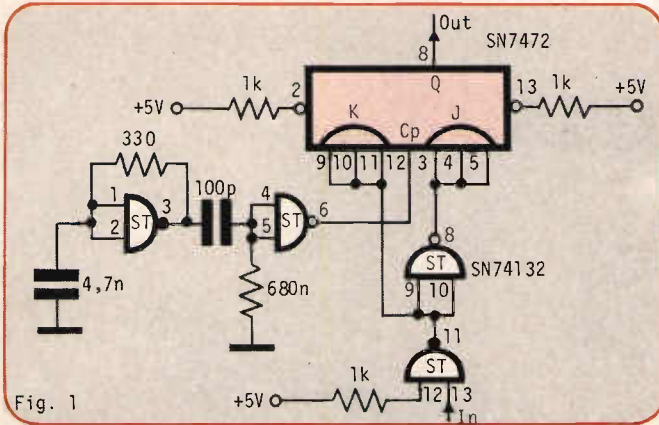 Out
SN7472
8
Q
+5V
1k
2
13
1k
+5V
K
Cp
J
9 10 11 12 3 4 5
330
1
2
ST
3
100p
4
5
ST
6
4,7n
680n
8
ST
SN74132
9 10
11
ST
+5V
1k
12 13
In
Fig. 1